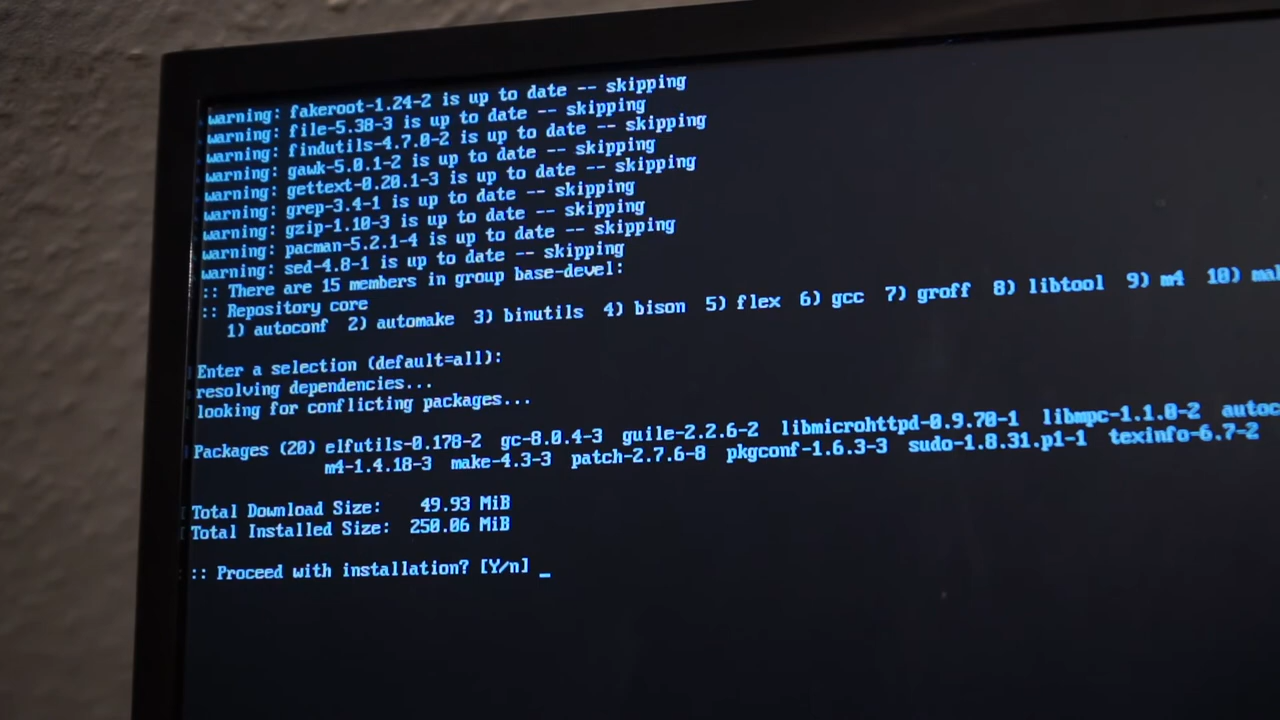 warning: fakeroot-1.24-2 is up to date -- skipping
warning: file-5.38-3 is up to date -- skipping
warning: findutils-4.7.0-2 is up to date -- skipping
warning: gawk-5.0.1-2 is up to date -- skipping
warning: gettext-0.20.1-3 is up to date -- skipping
warning: grep-3.4-1 is up to date -- skipping
warning: gzip-1.10-3 is up to date -- skipping
warning: pacman-5.2.1-4 is up to date -- skipping
warning: sed-4.8-1 is up to date -- skipping
:: There are 15 members in group base-devel:
:: Repository core
1) autoconf 2) automake 3) binutils 4) bison 5) flex 6) gcc 7) groff 8) libtool 9) m4 10)
Enter a selection (default=all):
resolving dependencies...
looking for conflicting packages...
Packages (20) elfutils-0.178-2 gc-8.0.4-3 guile-2.2.6-2 libmicrohttpd-0.9.70-1 libmpc-1.1.0-2
m4-1.4.18-3 make-4.3-3 patch-2.7.6-8 pkgconf-1.6.3-3 sudo-1.8.31.p1-1 texinfo-6.7-2
Total Download Size: 49.93 MiB
Total Installed Size: 250.06 MiB
:: Proceed with installation? [Y/n] _